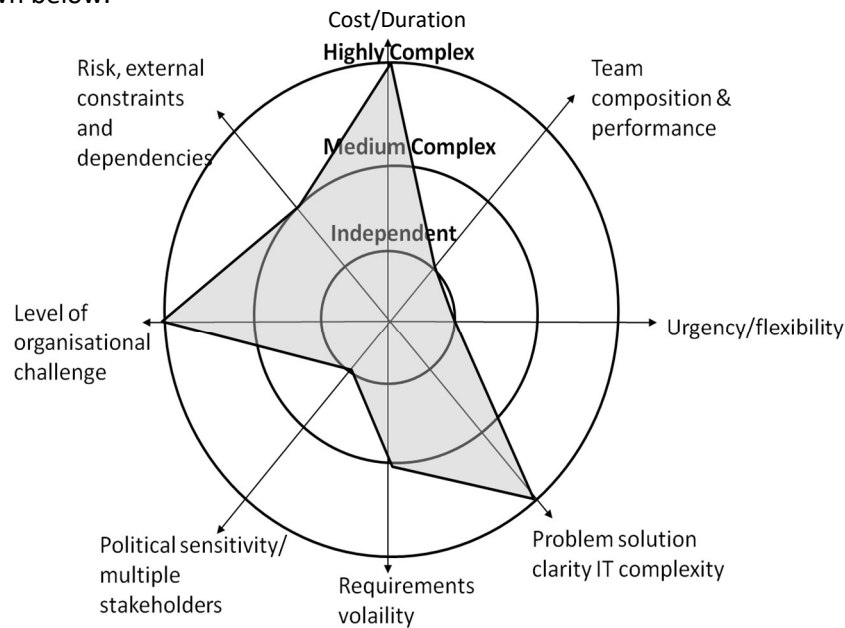 wn below.
Cost/Duration
Highly Complex
Risk, external
constraints
and
dependencies
Team
composition &
performance
Medium Complex
Independent
Level of
organisational
challenge
Urgency/flexibility
Political sensitivity/
multiple
stakeholders
Requirements
volaility
Problem solution
clarity IT complexity